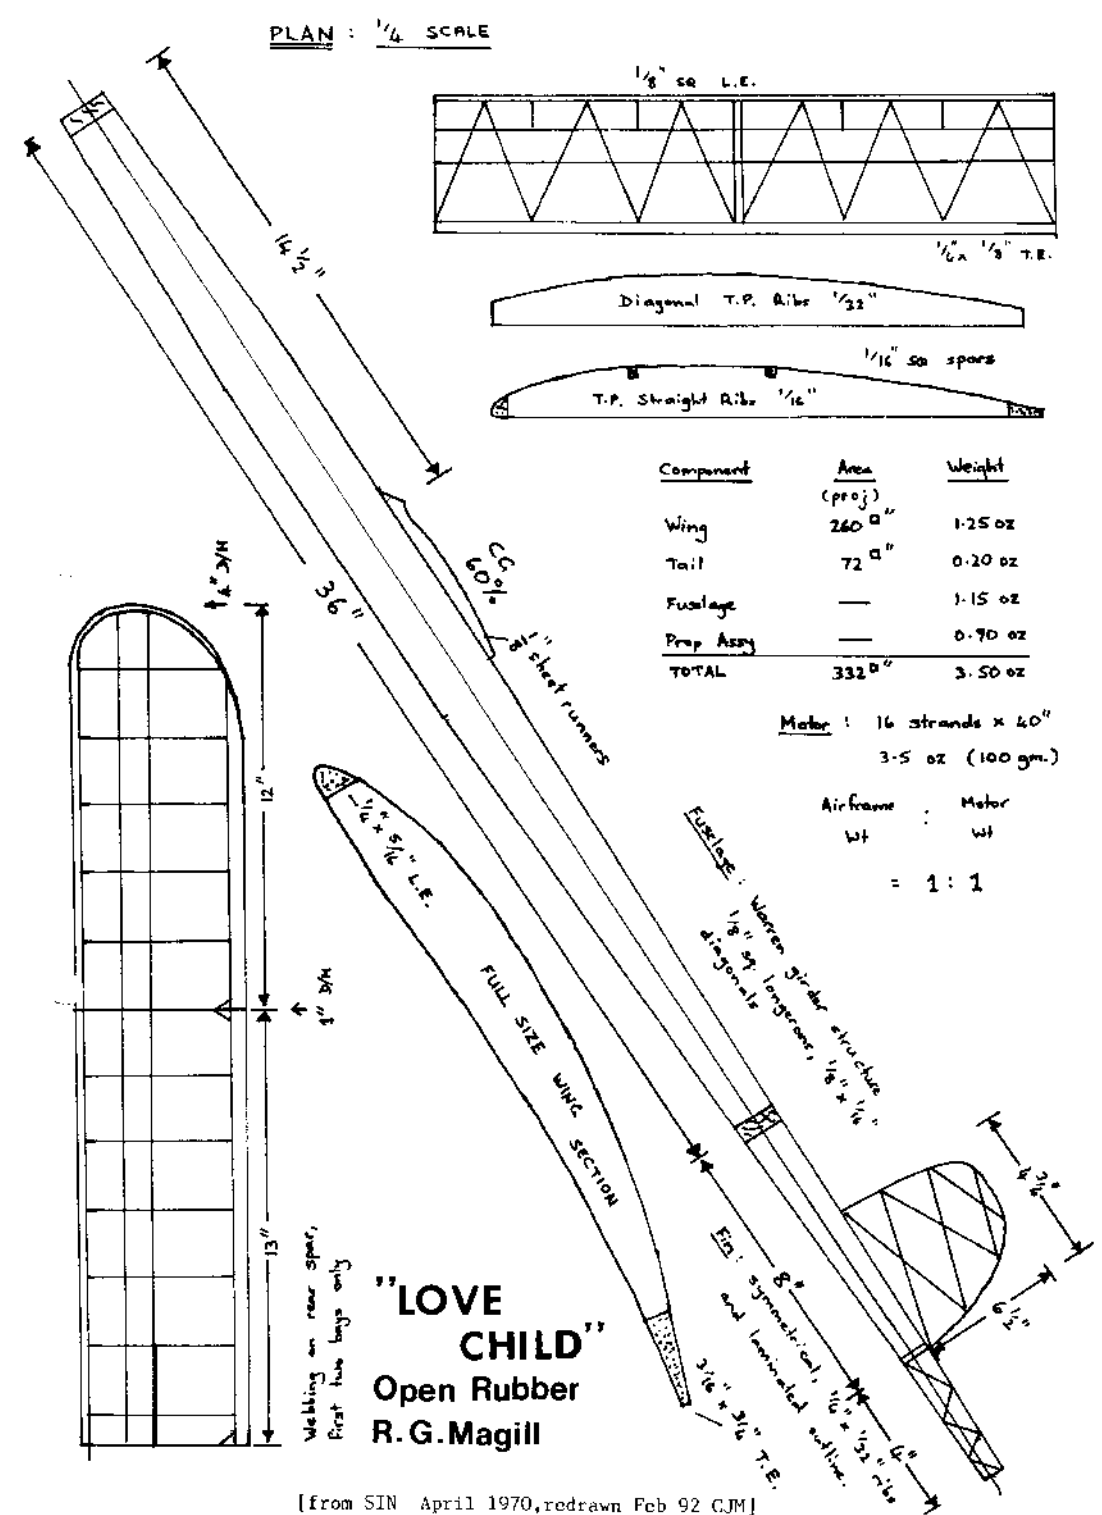 PLAN : 1/4 SCALE
1/8" SQ L.E.
1/4" x 1/8" T.E.
Diagonal T.P. Ribs 1/32"
1/16" SQ spars
T.P. Straight Ribs 1/16"
14 1/2"
36"
CG
60%
1/8" sheet runners
Component Area Weight
(proj)
Wing 260 □" 1.25 oz
Tail 72 □" 0.20 oz
Fuselage — 1.15 oz
Prop Assy — 0.90 oz
TOTAL 332 □" 3.50 oz
Motor : 16 strands x 40"
3.5 oz (100 gm.)
Airframe : Motor
Wt Wt
= 1 : 1
4" D/H
12"
1" D/H
13"
Webbing on rear spar,
first two bays only
1/4" x 5/16" L.E.
FULL SIZE WING SECTION
3/16" x 3/4" T.E.
Fuselage : Warren girder structure
1/8" sq longerons, 1/8" x 1/16"
diagonals
4 3/4"
6 1/2"
8"
4"
Fin : symmetrical, 1/16" x 1/32" ribs
and laminated outline.
"LOVE
CHILD"
Open Rubber
R.G.Magill
[from SIN April 1970,redrawn Feb 92 CJM]